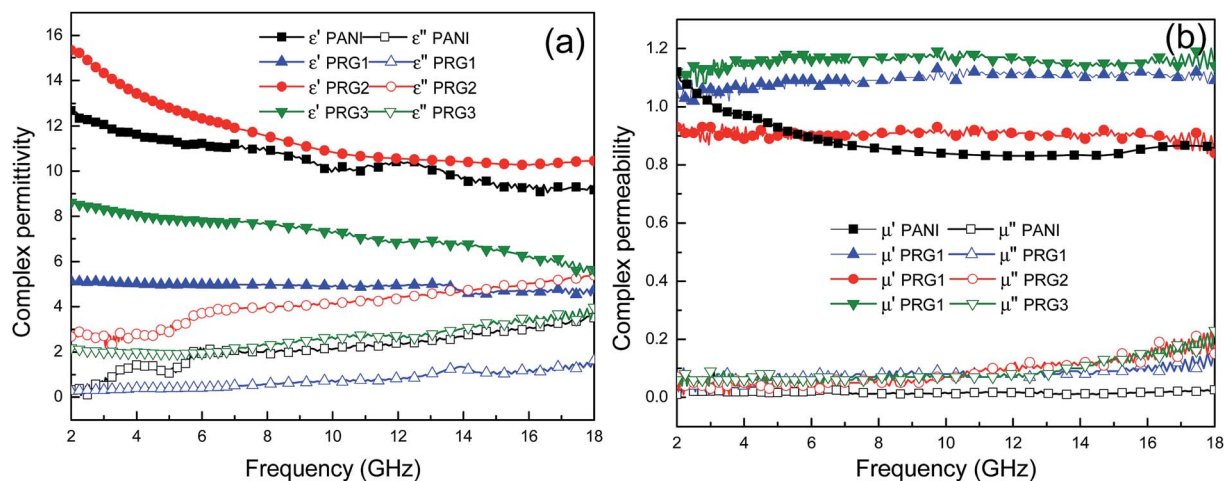 (a)
ε' PANI
ε'' PANI
ε' PRG1
ε'' PRG1
ε' PRG2
ε'' PRG2
ε' PRG3
ε'' PRG3
Complex permittivity
16
14
12
10
8
6
4
2
0
2
4
6
8
10
12
14
16
18
Frequency (GHz)
(b)
Complex permeability
1.2
1.0
0.8
0.6
0.4
0.2
0.0
μ' PANI
μ'' PANI
μ' PRG1
μ'' PRG1
μ' PRG1
μ'' PRG2
μ' PRG1
μ'' PRG3
2
4
6
8
10
12
14
16
18
Frequency (GHz)